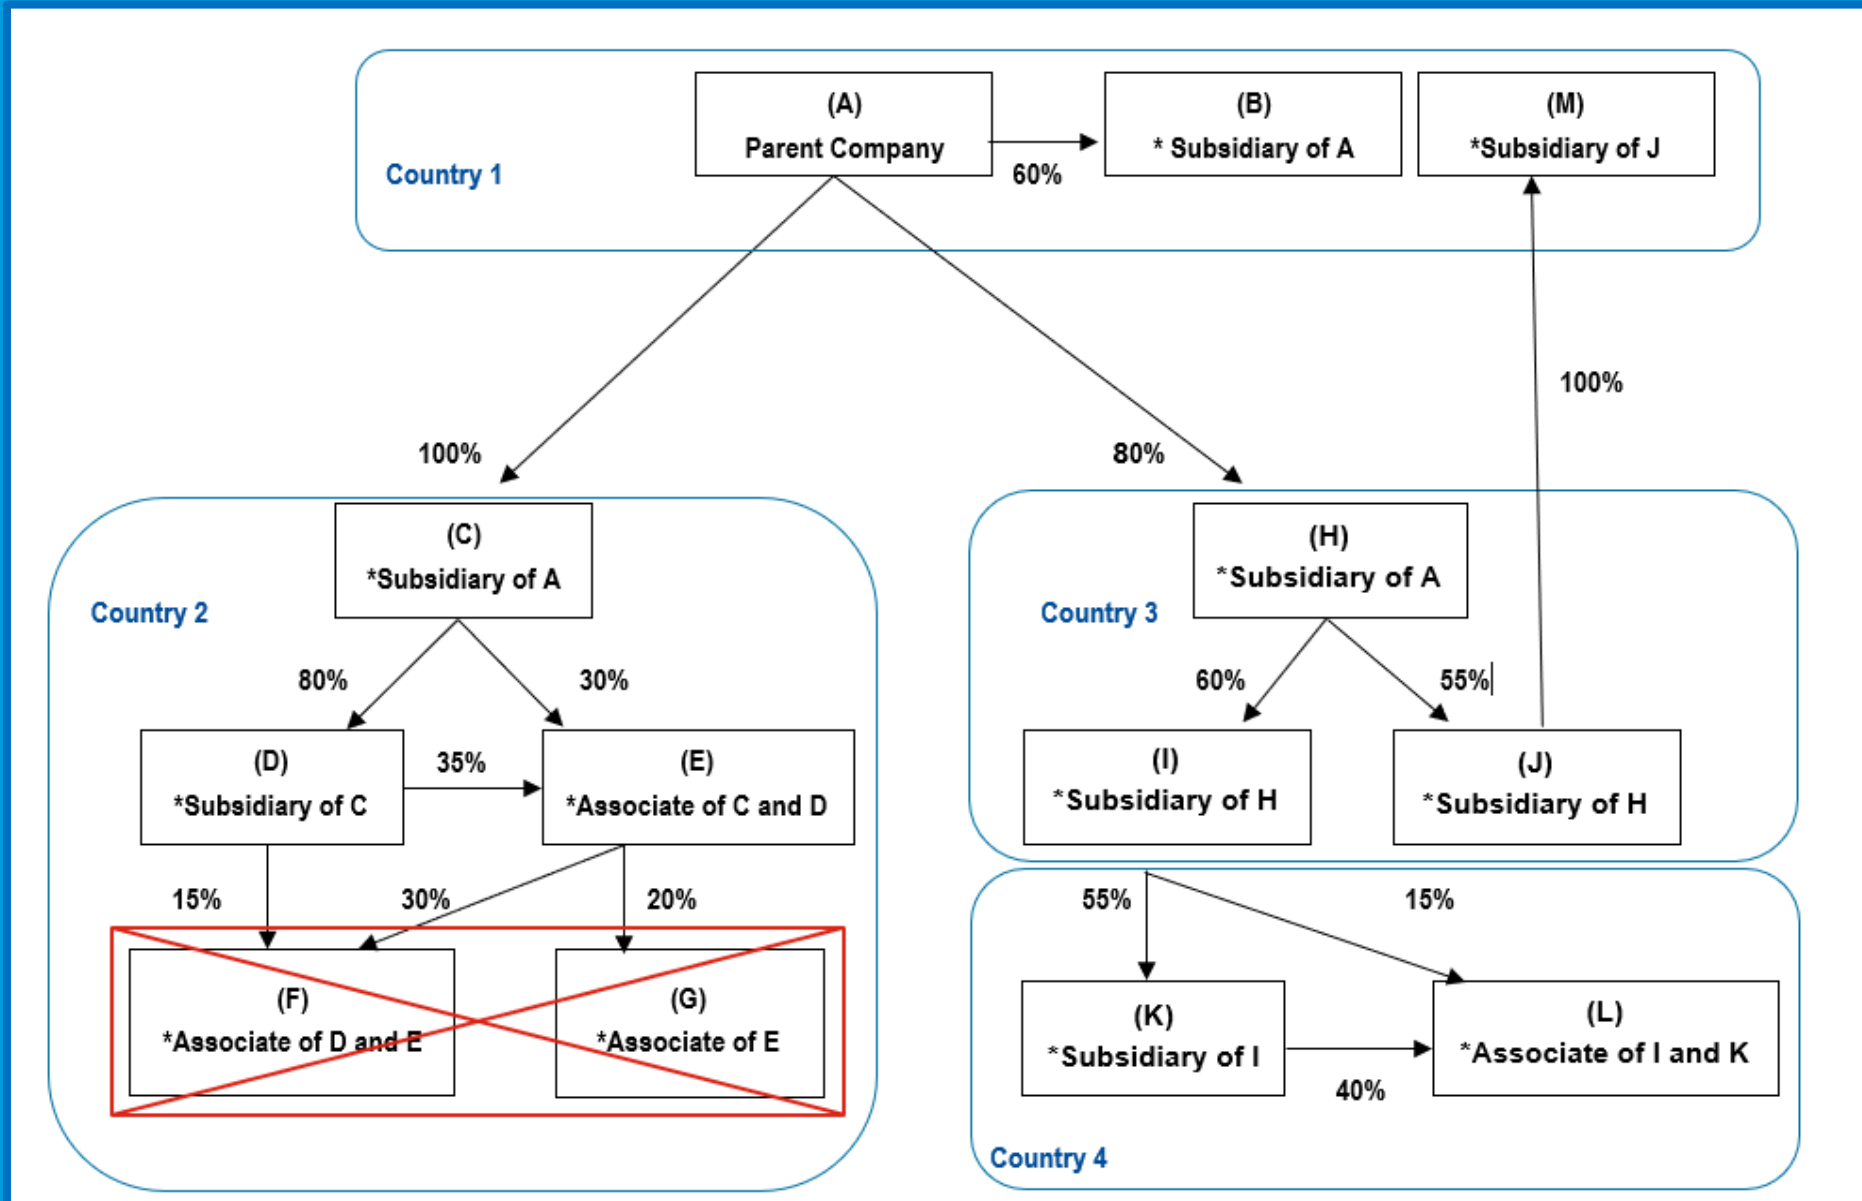 (A)
Parent Company
(B)
* Subsidiary of A
(M)
*Subsidiary of J
Country 1
60%
100%
100%
80%
(C)
*Subsidiary of A
(H)
*Subsidiary of A
Country 2
Country 3
80%
30%
60%
55%
(D)
*Subsidiary of C
35%
(E)
*Associate of C and D
(I)
*Subsidiary of H
(J)
*Subsidiary of H
15%
30%
20%
55%
15%
(F)
*Associate of D and E
(G)
*Associate of E
(K)
*Subsidiary of I
(L)
*Associate of I and K
40%
Country 4